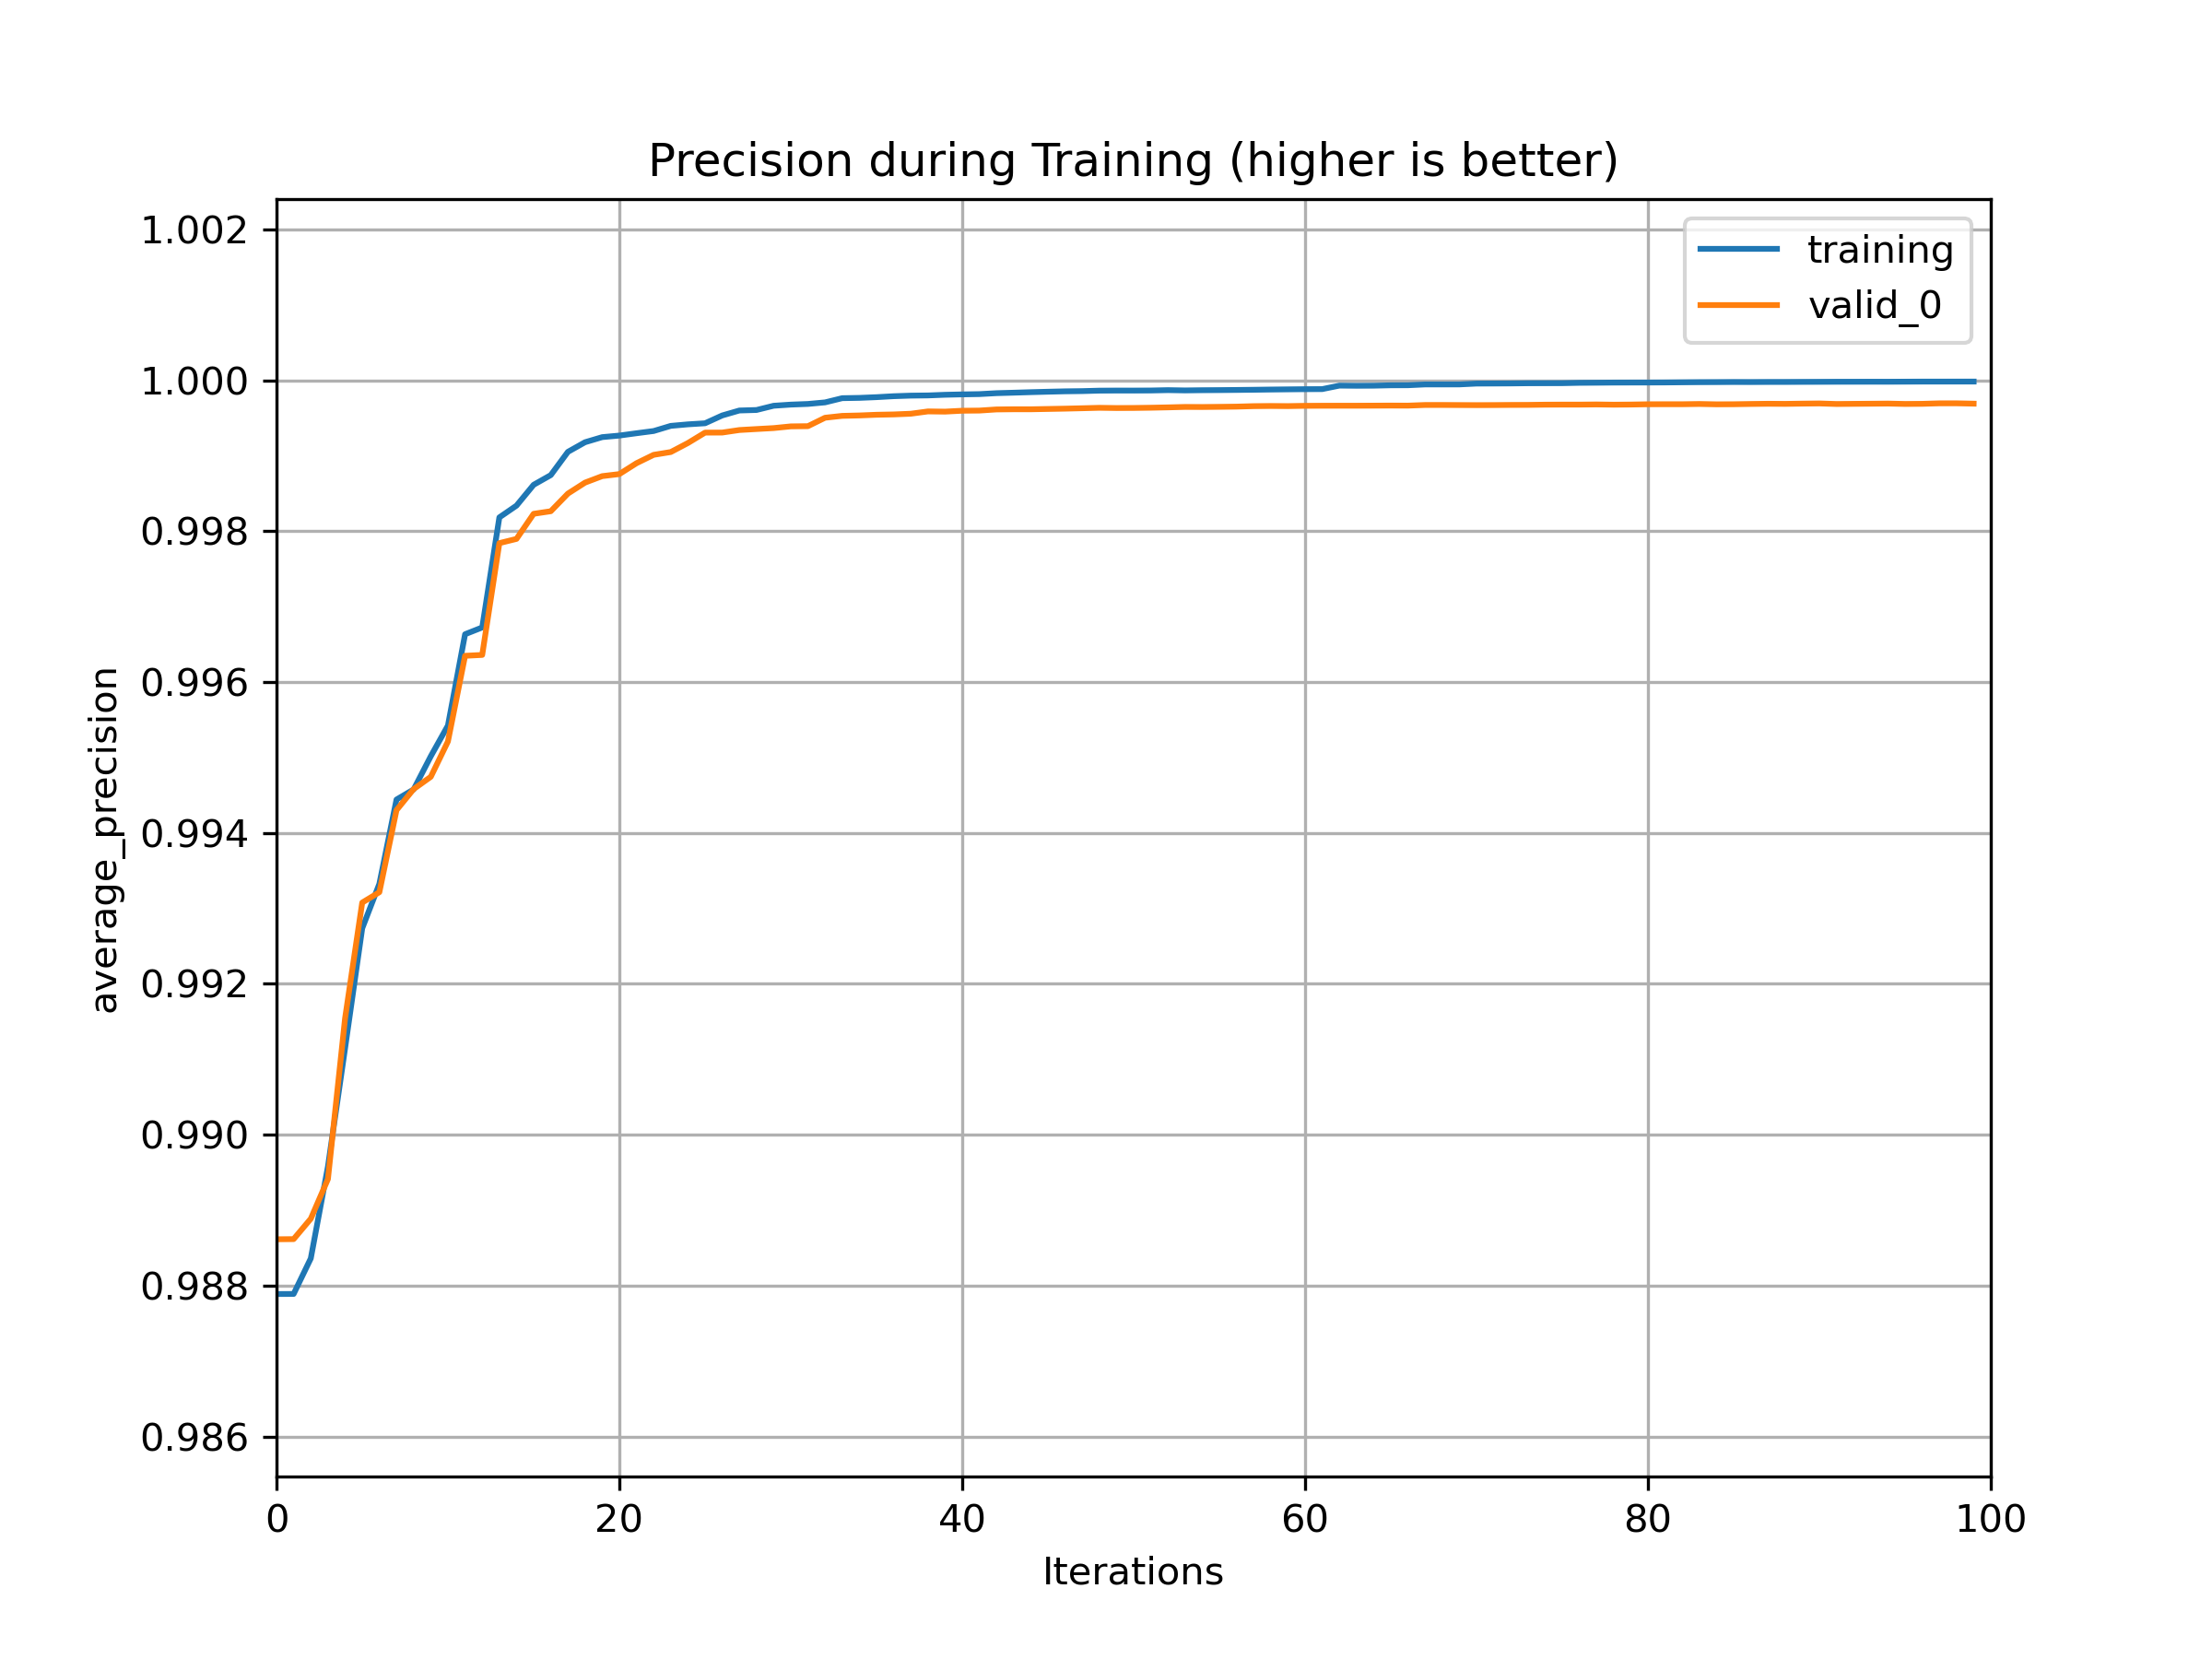 Precision during Training (higher is better)
training
valid_0
1.002
1.000
0.998
0.996
0.994
0.992
0.990
0.988
0.986
average_precision
0 20 40 60 80 100
Iterations